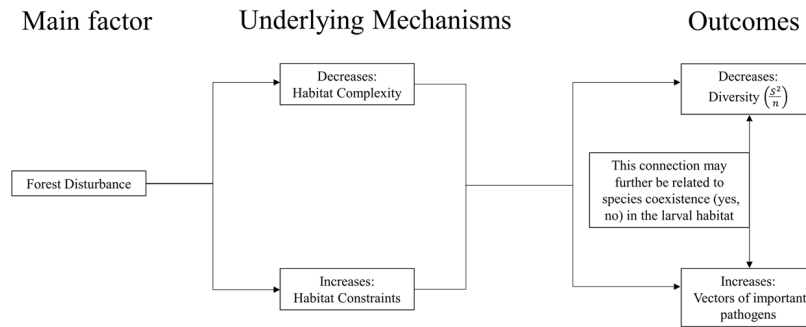 Main factor
Underlying Mechanisms
Outcomes
Decreases:
Habitat Complexity
Decreases:
Diversity (S²/n)
Forest Disturbance
This connection may
further be related to
species coexistence (yes,
no) in the larval habitat
Increases:
Habitat Constraints
Increases:
Vectors of important
pathogens